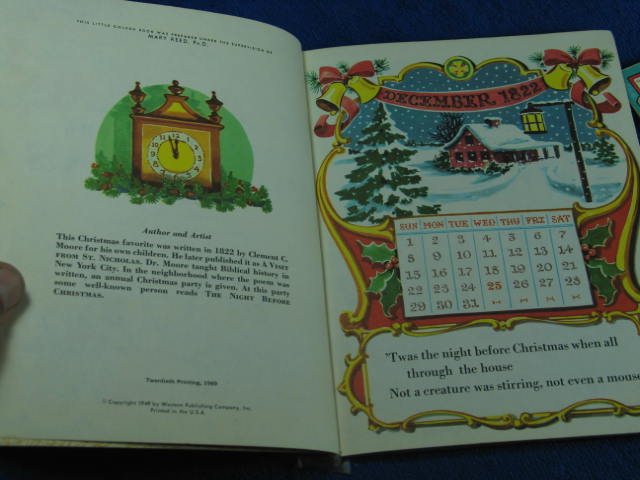 THIS LITTLE GOLDEN BOOK WAS PREPARED UNDER THE SUPERVISION OF
MARY REED, Ph.D.
Author and Artist
This Christmas favorite was written in 1822 by Clement C.
Moore for his own children. He later published it as A VISIT
FROM ST. NICHOLAS. Dr. Moore taught Biblical history in
New York City. In the neighborhood where the poem was
written, an annual Christmas party is given. At this party
some well-known person reads THE NIGHT BEFORE
CHRISTMAS.
Twentieth Printing, 1969
© Copyright 1949 by Western Publishing Company, Inc.
Printed in the U.S.A.
DECEMBER 1822
SUN MON TUE WED THU FRI SAT
1 2 3 4 5 6 7
8 9 10 11 12 13 14
15 16 17 18 19 20 21
22 23 24 25 26 27 28
29 30 31
'Twas the night before Christmas when all
through the house
Not a creature was stirring, not even a mouse